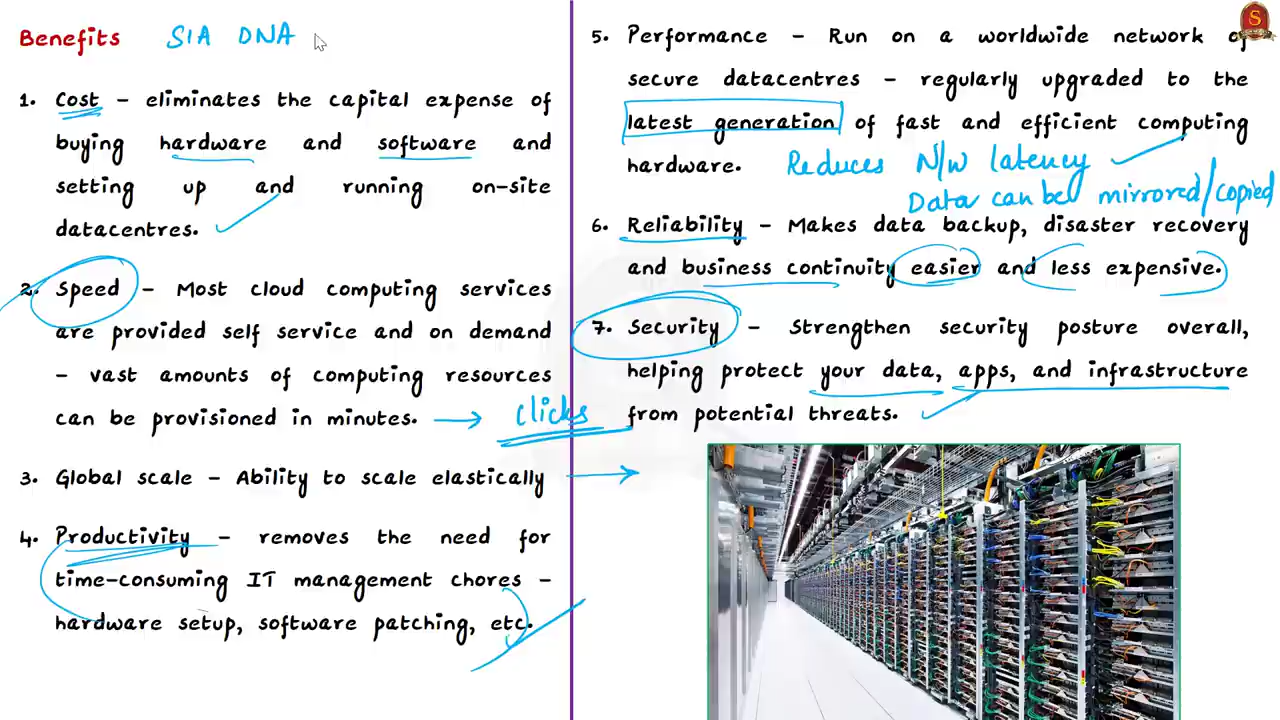 Benefits SIA DNA
1. Cost – eliminates the capital expense of
buying hardware and software and
setting up and running on-site
datacentres.
2. Speed – Most cloud computing services
are provided self service and on demand
– vast amounts of computing resources
can be provisioned in minutes. → clicks
3. Global scale – Ability to scale elastically →
4. Productivity – removes the need for
time-consuming IT management chores –
hardware setup, software patching, etc.
5. Performance – Run on a worldwide network of
secure datacentres – regularly upgraded to the
latest generation of fast and efficient computing
hardware. Reduces N/w latency
Data can be mirrored/copied
6. Reliability – Makes data backup, disaster recovery
and business continuity easier and less expensive.
7. Security – Strengthen security posture overall,
helping protect your data, apps, and infrastructure
from potential threats.
S